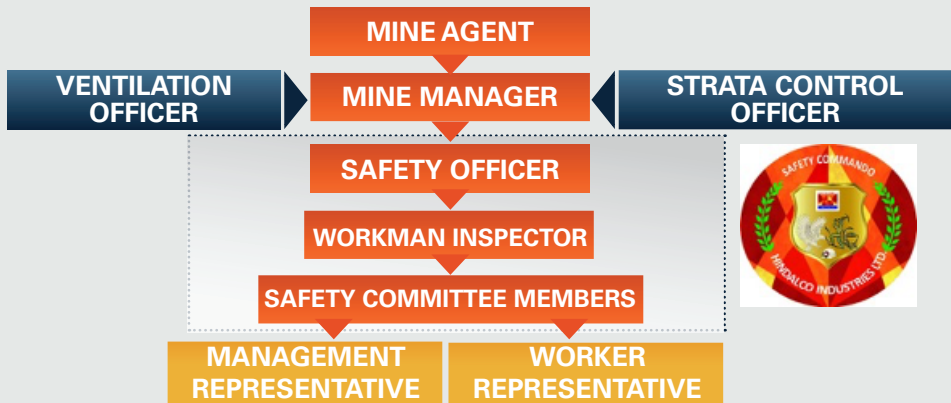 MINE AGENT
VENTILATION
OFFICER
MINE MANAGER
STRATA CONTROL
OFFICER
SAFETY OFFICER
SAFETY COMMANDO
HINDALCO INDUSTRIES LTD.
WORKMAN INSPECTOR
SAFETY COMMITTEE MEMBERS
MANAGEMENT
REPRESENTATIVE
WORKER
REPRESENTATIVE